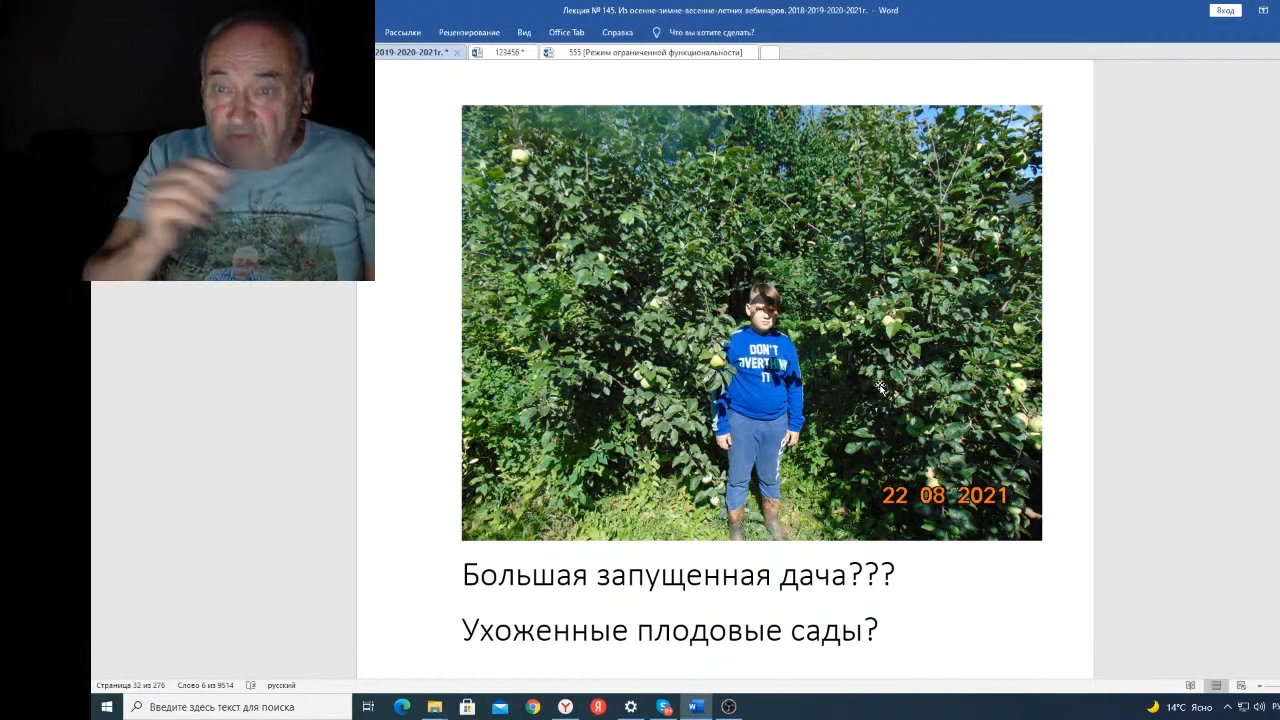 Лекция № 145. Из осенне-зимне-весенне-летних вебинаров. 2018-2019-2020-2021г. - Word
Вход
Рассылки Рецензирование Вид Office Tab Справка Что вы хотите сделать?
2019-2020-2021г. * 123456 * 555 [Режим ограниченной функциональности]
DON'T
IT
22 08 2021
Большая запущенная дача???
Ухоженные плодовые сады?
Страница 32 из 276 Слово 6 из 9514 русский
Введите здесь текст для поиска
14°C Ясно